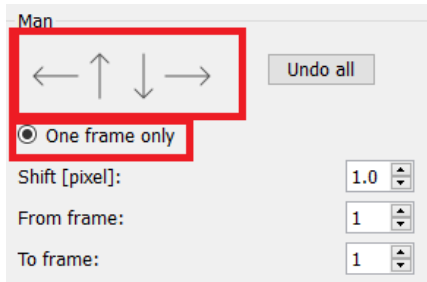 Man
← ↑ ↓ → Undo all
One frame only
Shift [pixel]: 1.0
From frame: 1
To frame: 1